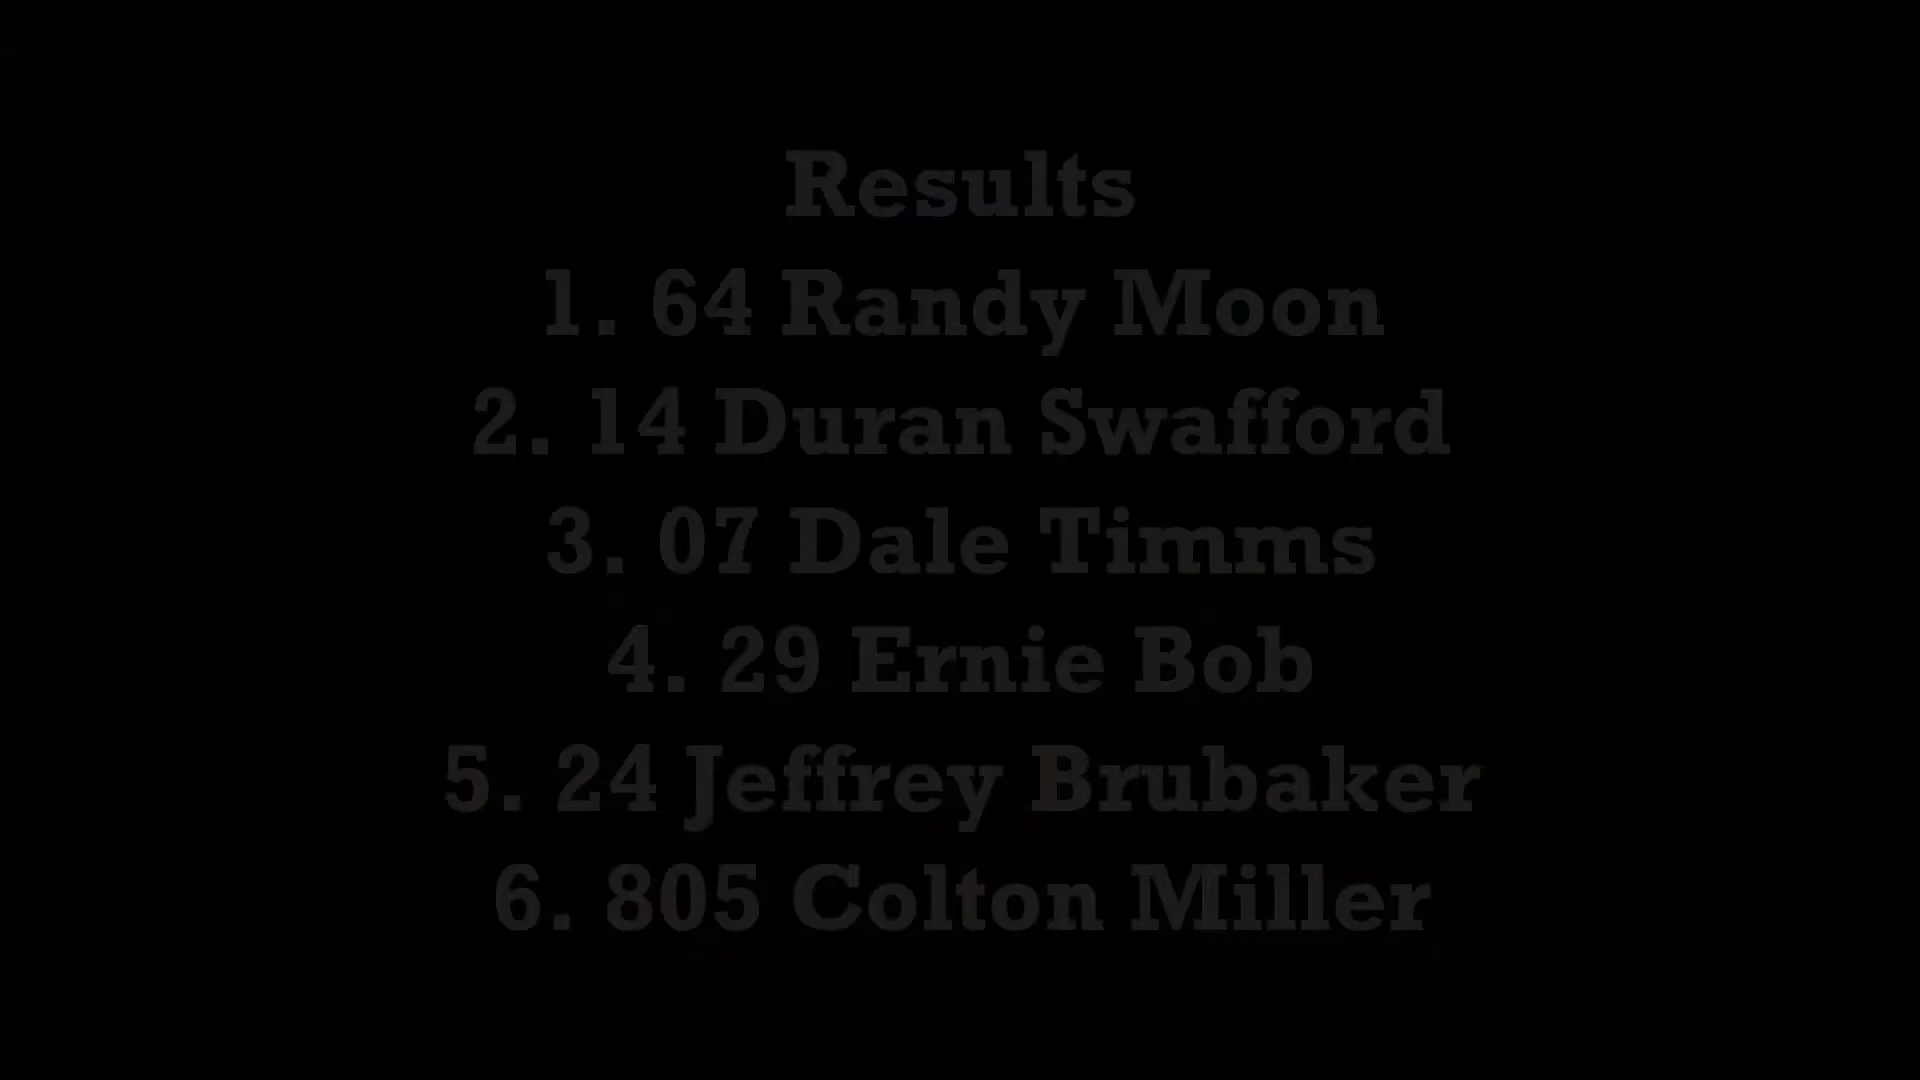 Results
1. 64 Randy Moon
2. 14 Duran Swafford
3. 07 Dale Timms
4. 29 Ernie Bob
5. 24 Jeffrey Brubaker
6. 805 Colton Miller